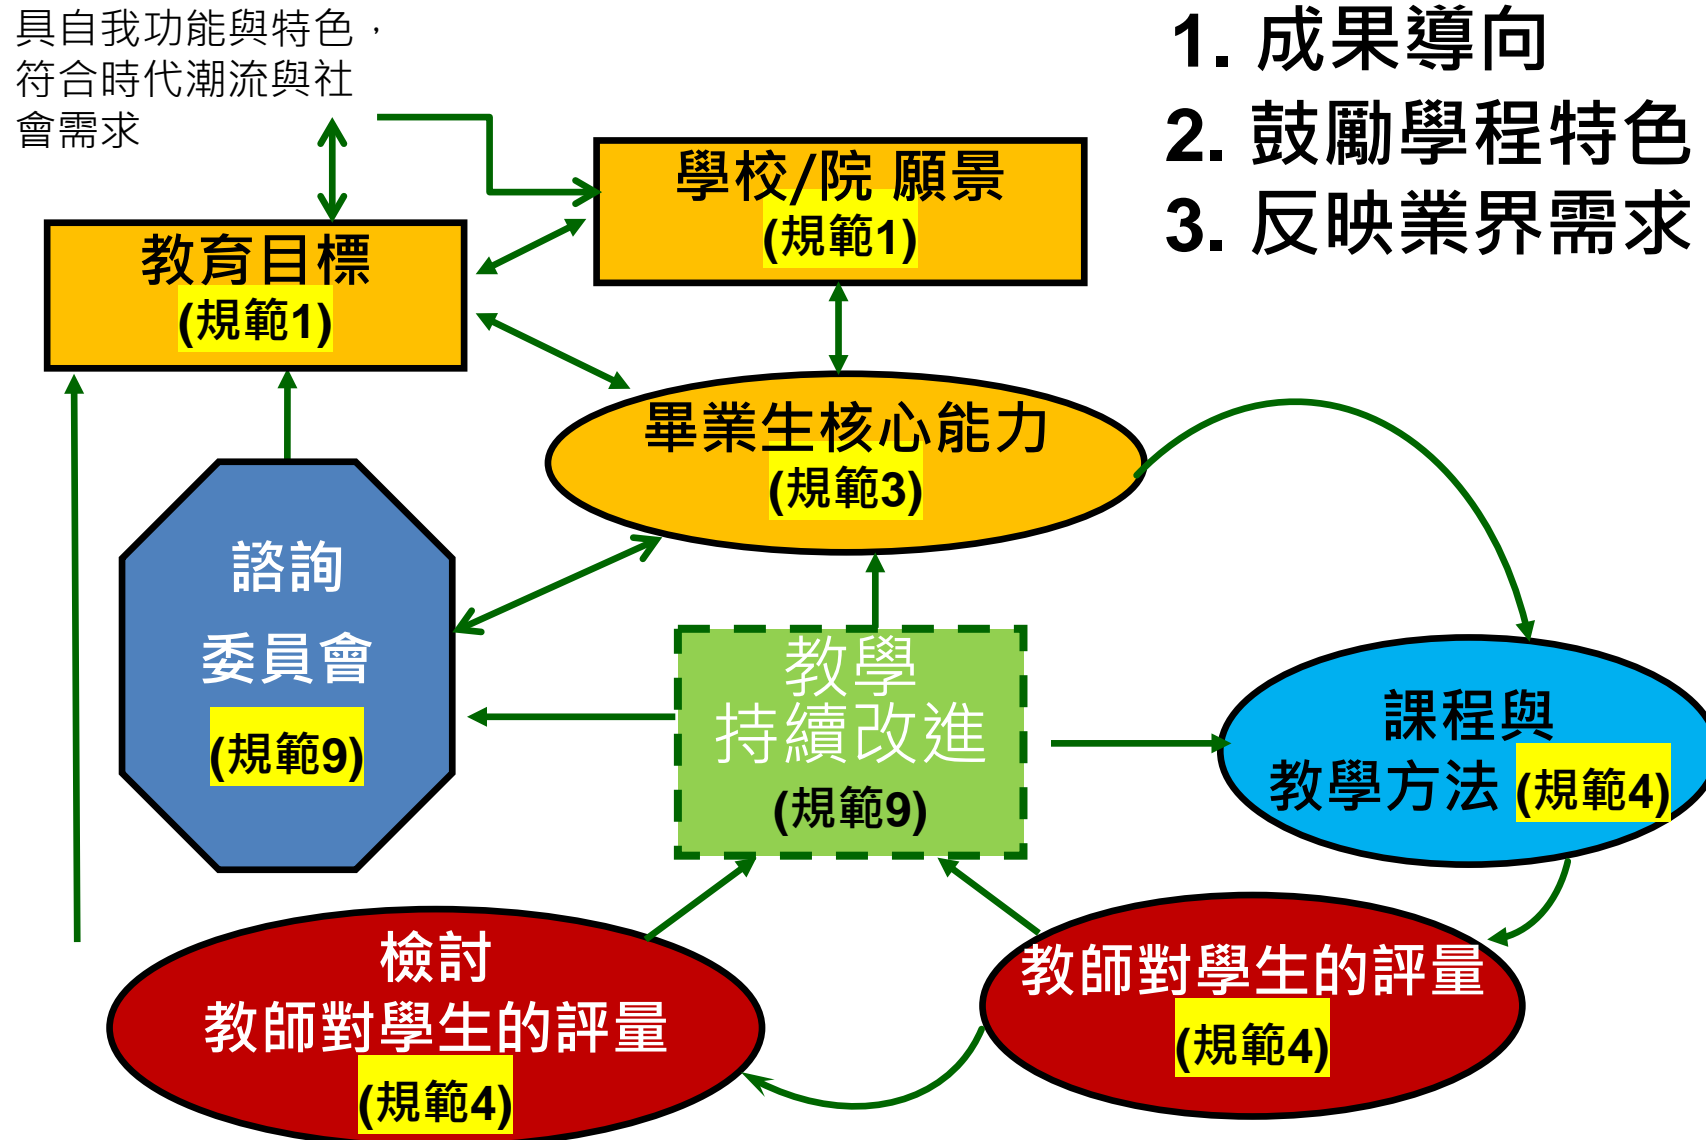 具自我功能與特色，
符合時代潮流與社
會需求
1. 成果導向
2. 鼓勵學程特色
3. 反映業界需求
學校/院 願景
(規範1)
教育目標
(規範1)
畢業生核心能力
(規範3)
諮詢
委員會
(規範9)
教學
持續改進
(規範9)
課程與
教學方法 (規範4)
檢討
教師對學生的評量
(規範4)
教師對學生的評量
(規範4)